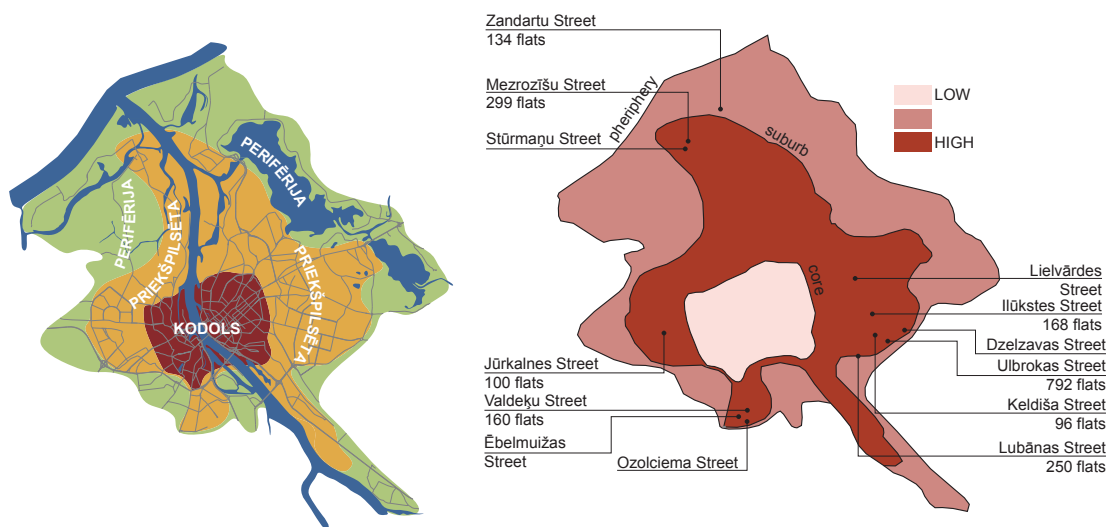 PERIFĒRIJA
PERIFĒRIJA
PRIEKŠPILSĒTA
PRIEKŠPILSĒTA
KODOLS
Zandartu Street
134 flats
Mezrozīšu Street
299 flats
Stūrmaņu Street
pheriphery
suburb
core
LOW
HIGH
Jūrkalnes Street
100 flats
Valdeķu Street
160 flats
Ēbelmuižas
Street
Ozolciema Street
Lielvārdes
Street
Ilūkstes Street
168 flats
Dzelzavas Street
Ulbrokas Street
792 flats
Keldiša Street
96 flats
Lubānas Street
250 flats